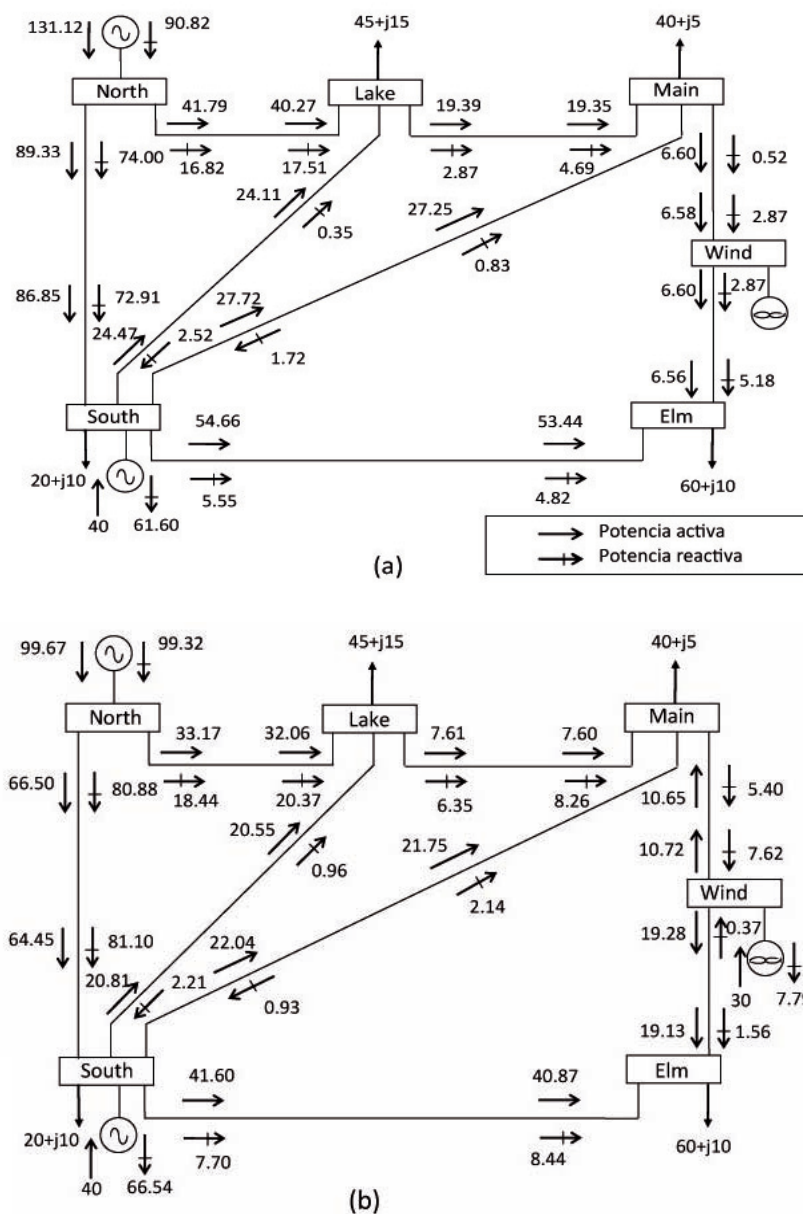 131.12 90.82 45+j15 40+j5
North Lake Main
41.79 40.27 19.39 19.35
16.82 17.51 2.87 4.69
89.33 74.00 6.60 0.52
24.11 0.35 27.25 0.83
6.58 2.87
Wind
86.85 72.91 27.72 6.60 2.87
24.47 2.52 1.72
6.56 5.18
South Elm
54.66 53.44
20+j10 5.55 4.82 60+j10
40 61.60
Potencia activa
Potencia reactiva
(a)
99.67 99.32 45+j15 40+j5
North Lake Main
33.17 32.06 7.61 7.60
18.44 20.37 6.35 8.26
66.50 80.88 10.65 5.40
20.55 0.96 21.75 2.14
10.72 7.62
Wind
64.45 81.10 22.04 19.28 0.37
20.81 2.21 0.93 30 7.79
19.13 1.56
South Elm
41.60 40.87
20+j10 7.70 8.44 60+j10
40 66.54
(b)